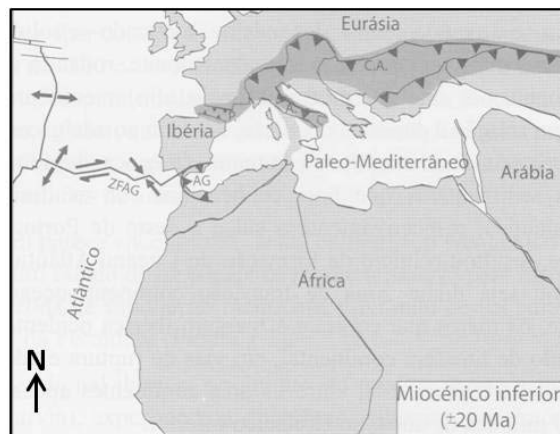 Eurásia
C.A.
P.
A.
Ibéria
Paleo-Mediterrâneo
Arábia
ZFAG
AG
Atlântico
África
N
Miocénico inferior
(±20 Ma)